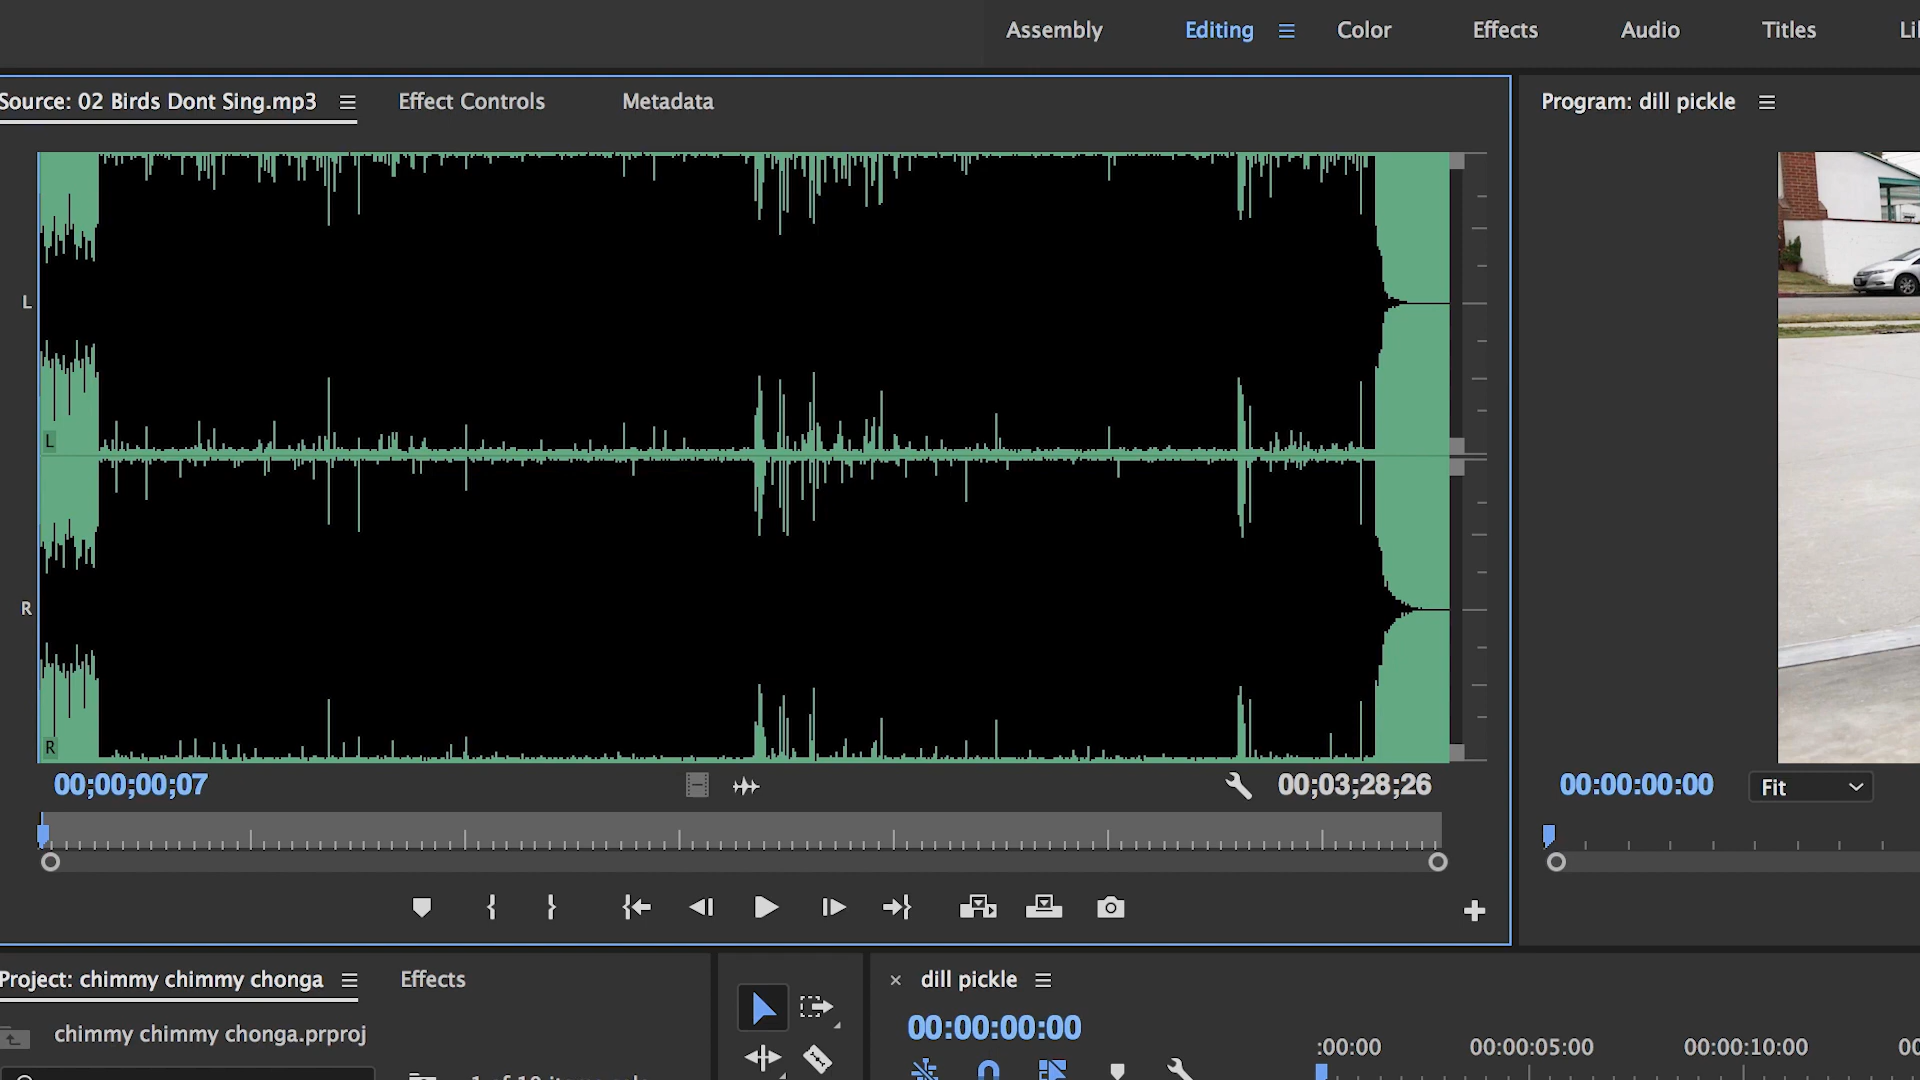 Assembly Editing Color Effects Audio Titles
Source: 02 Birds Dont Sing.mp3 Effect Controls Metadata
Program: dill pickle
L
L
R
R
00;00;00;07 00;03;28;26
00:00:00:00 Fit
Project: chimmy chimmy chonga Effects
dill pickle
chimmy chimmy chonga.prproj
00:00:00:00
:00:00 00:00:05:00 00:00:10:00